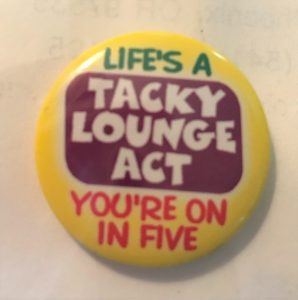 LIFE'S A
TACKY
LOUNGE
ACT
YOU'RE ON
IN FIVE